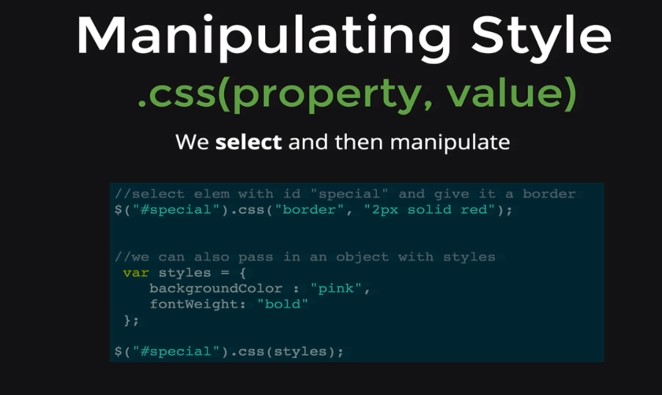 Manipulating Style
.css(property, value)
We select and then manipulate
//select elem with id "special" and give it a border
$("#special").css("border", "2px solid red");
//we can also pass in an object with styles
var styles = {
backgroundColor : "pink",
fontWeight: "bold"
};
$("#special").css(styles);